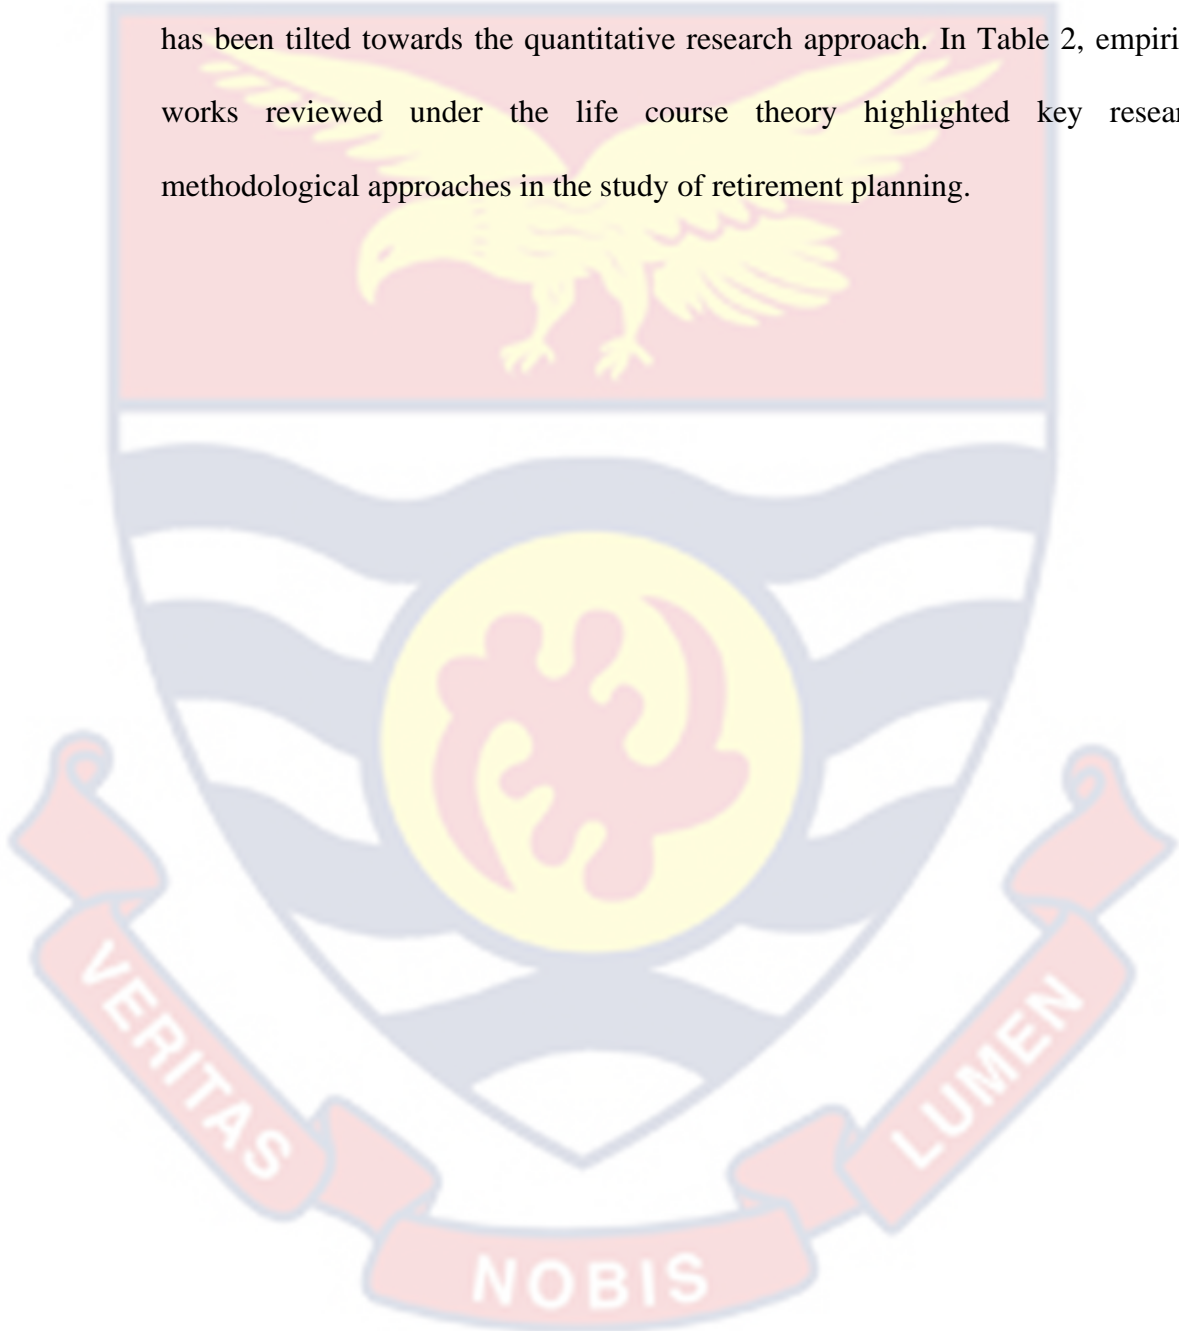 has been tilted towards the quantitative research approach. In Table 2, empiri
works reviewed under the life course theory highlighted key resear
methodological approaches in the study of retirement planning.
VERITAS
NOBIS
LUMEN